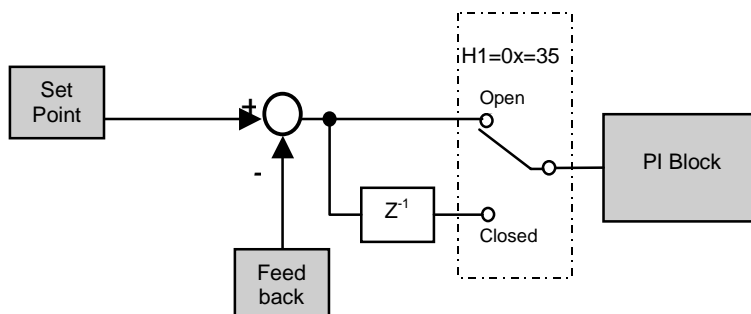 H1=0x=35
Set
Point
+
Open
PI Block
-
Z-1
Closed
Feed
back